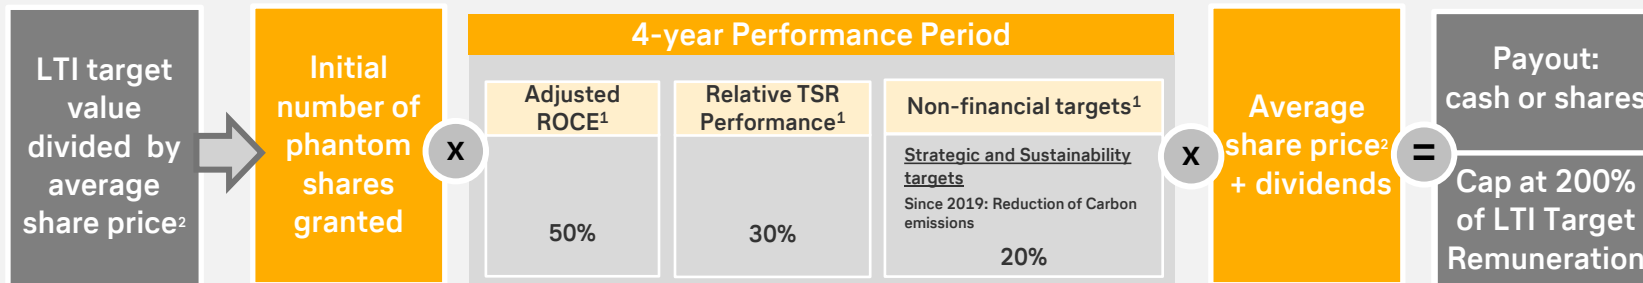 LTI target
value
divided by
average
share price2
Initial
number of
phantom
shares
granted
x
4-year Performance Period
Adjusted
ROCE1
50%
Relative TSR
Performance1
30%
Non-financial targets1
Strategic and Sustainability
targets
Since 2019: Reduction of Carbon
emissions
20%
x
Average
share price2
+ dividends
=
Payout:
cash or shares
Cap at 200%
of LTI Target
Remuneration